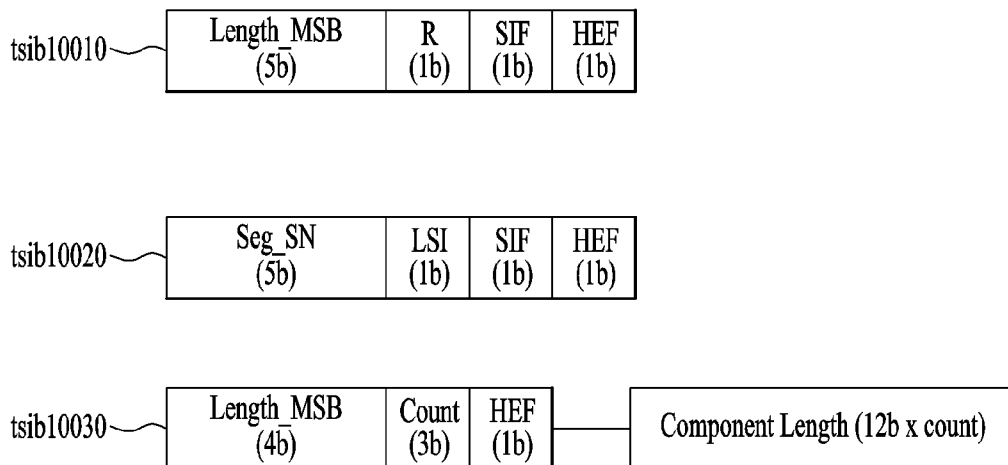 tsib10010
Length_MSB R SIF HEF
(5b) (1b) (1b) (1b)
tsib10020
Seg_SN LSI SIF HEF
(5b) (1b) (1b) (1b)
tsib10030
Length_MSB Count HEF
(4b) (3b) (1b)
Component Length (12b x count)